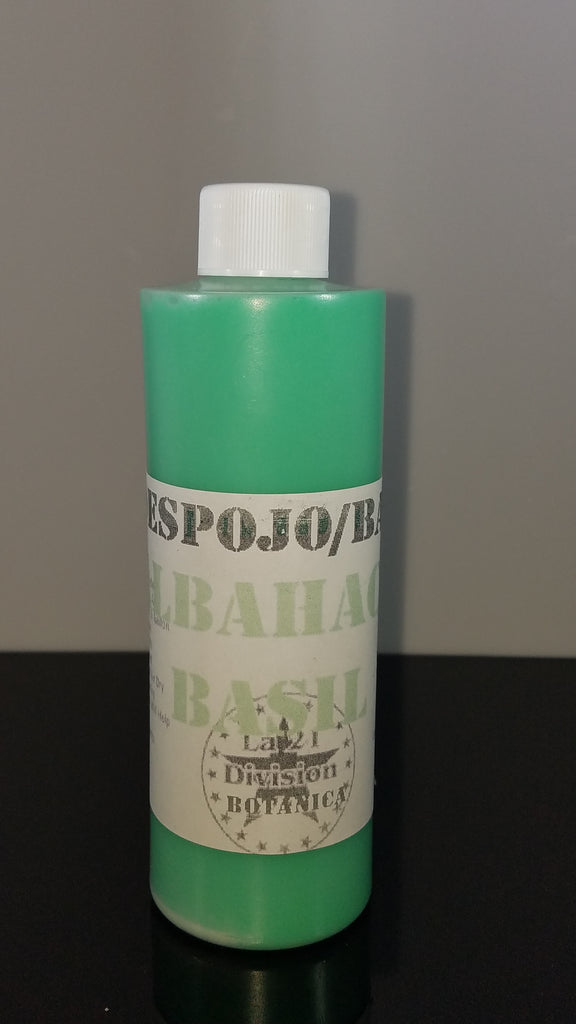 ESPOJO/BA
LBAHAC
BASIL
La 21
Division
BOTANICA